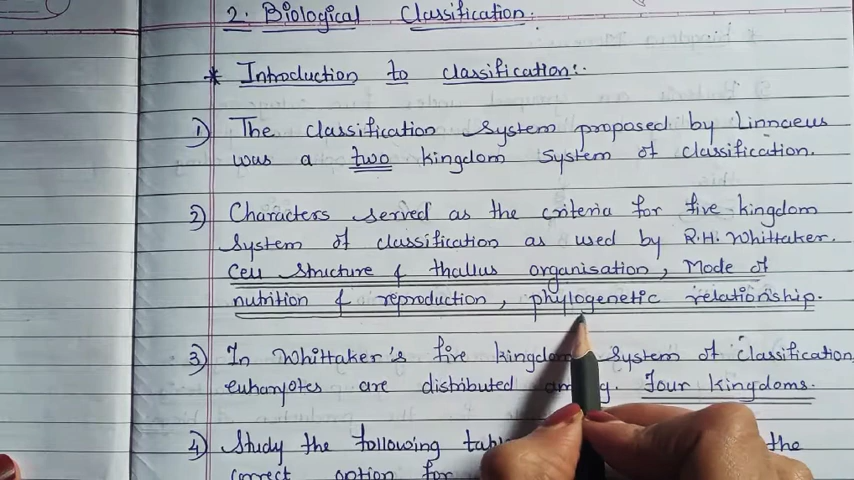 2. Biological Classification.
* Introduction to classification:.
1) The classification system proposed by Linnaeus
was a two kingdom system of classification.
2) Characters served as the criteria for five kingdom
system of classification as used by R.H. Whittaker.
Cell structure & thallus organisation, Mode of
nutrition & reproduction, phylogenetic relationship.
3) In Whittaker's five kingdom system of classification
eukaryotes are distributed among four kingdoms.
4) Study the following the
correct option for